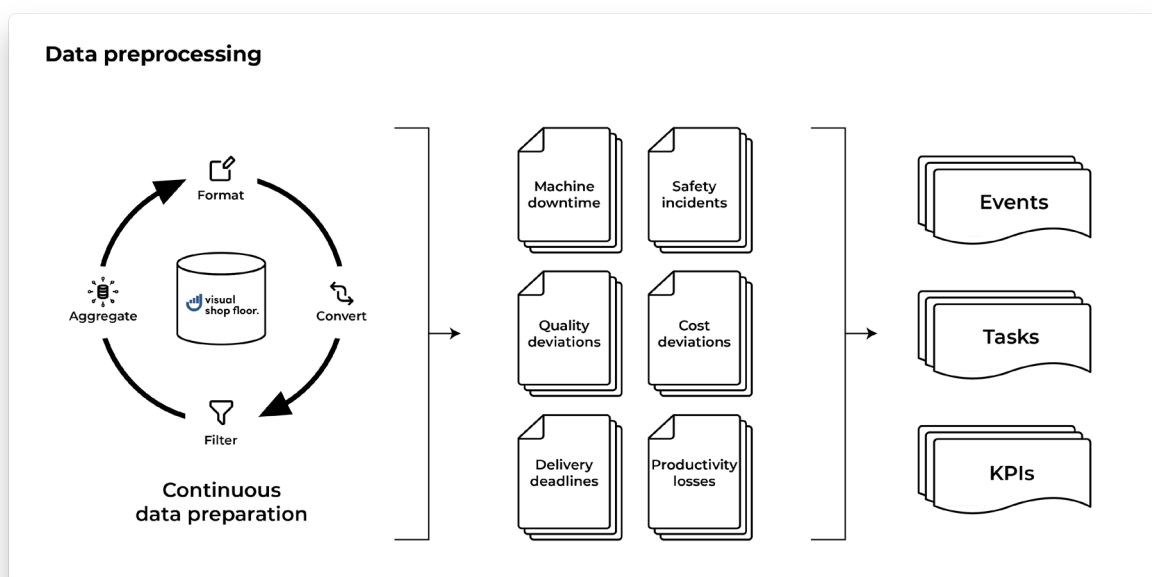 Data preprocessing
Format
visual
shop floor.
Aggregate
Convert
Filter
Continuous
data preparation
Machine
downtime
Safety
incidents
Quality
deviations
Cost
deviations
Delivery
deadlines
Productivity
losses
Events
Tasks
KPIs